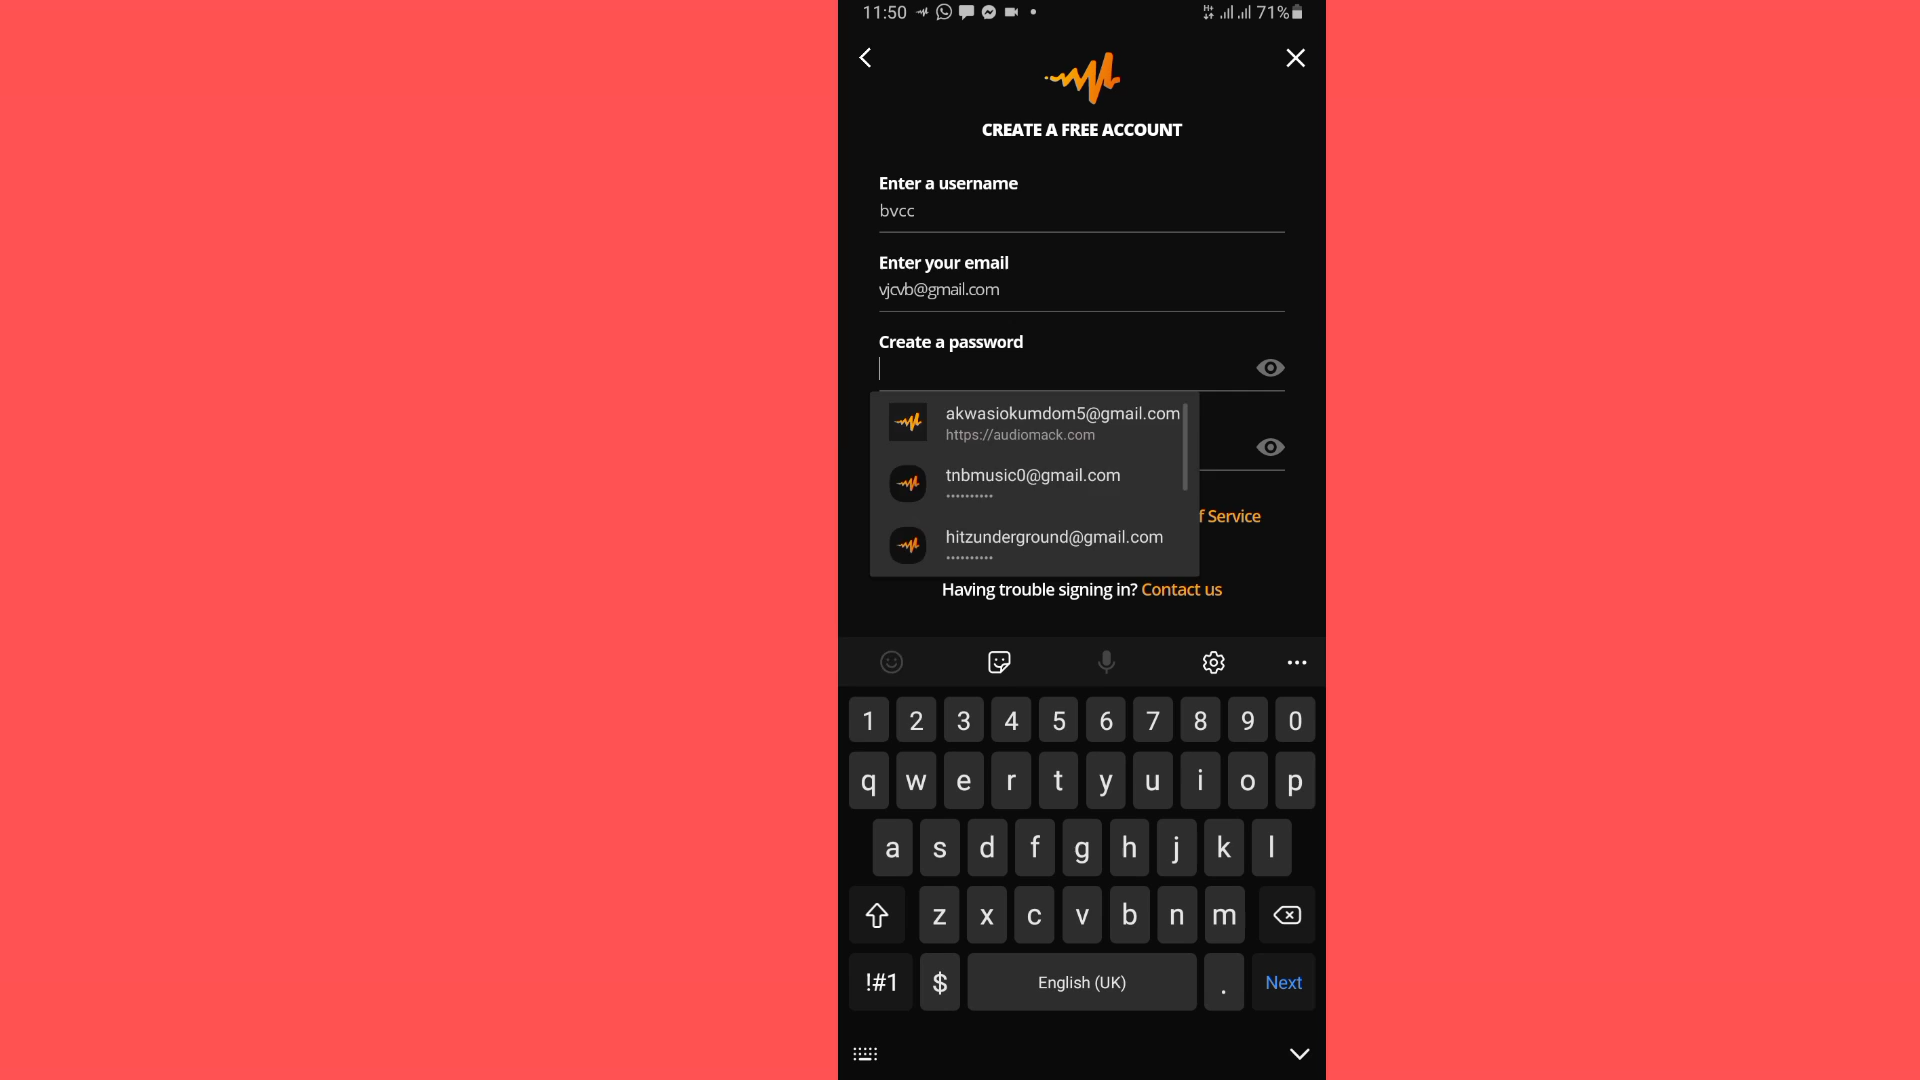 11:50
71%
CREATE A FREE ACCOUNT
Enter a username
bvcc
Enter your email
vjcvb@gmail.com
Create a password
akwasiokumdom5@gmail.com
https://audiomack.com
tnbmusic0@gmail.com
••••••••••
hitzunderground@gmail.com
••••••••••
f Service
Having trouble signing in? Contact us
1 2 3 4 5 6 7 8 9 0
q w e r t y u i o p
a s d f g h j k l
z x c v b n m
!#1 $ English (UK) . Next